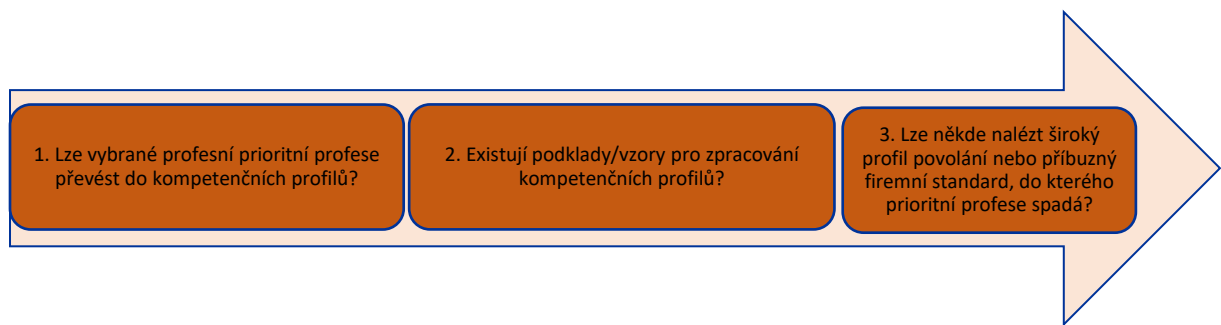 1. Lze vybrané profesní prioritní profese
převést do kompetenčních profilů?
2. Existují podklady/vzory pro zpracování
kompetenčních profilů?
3. Lze někde nalézt široký
profil povolání nebo příbuzný
firemní standard, do kterého
prioritní profese spadá?